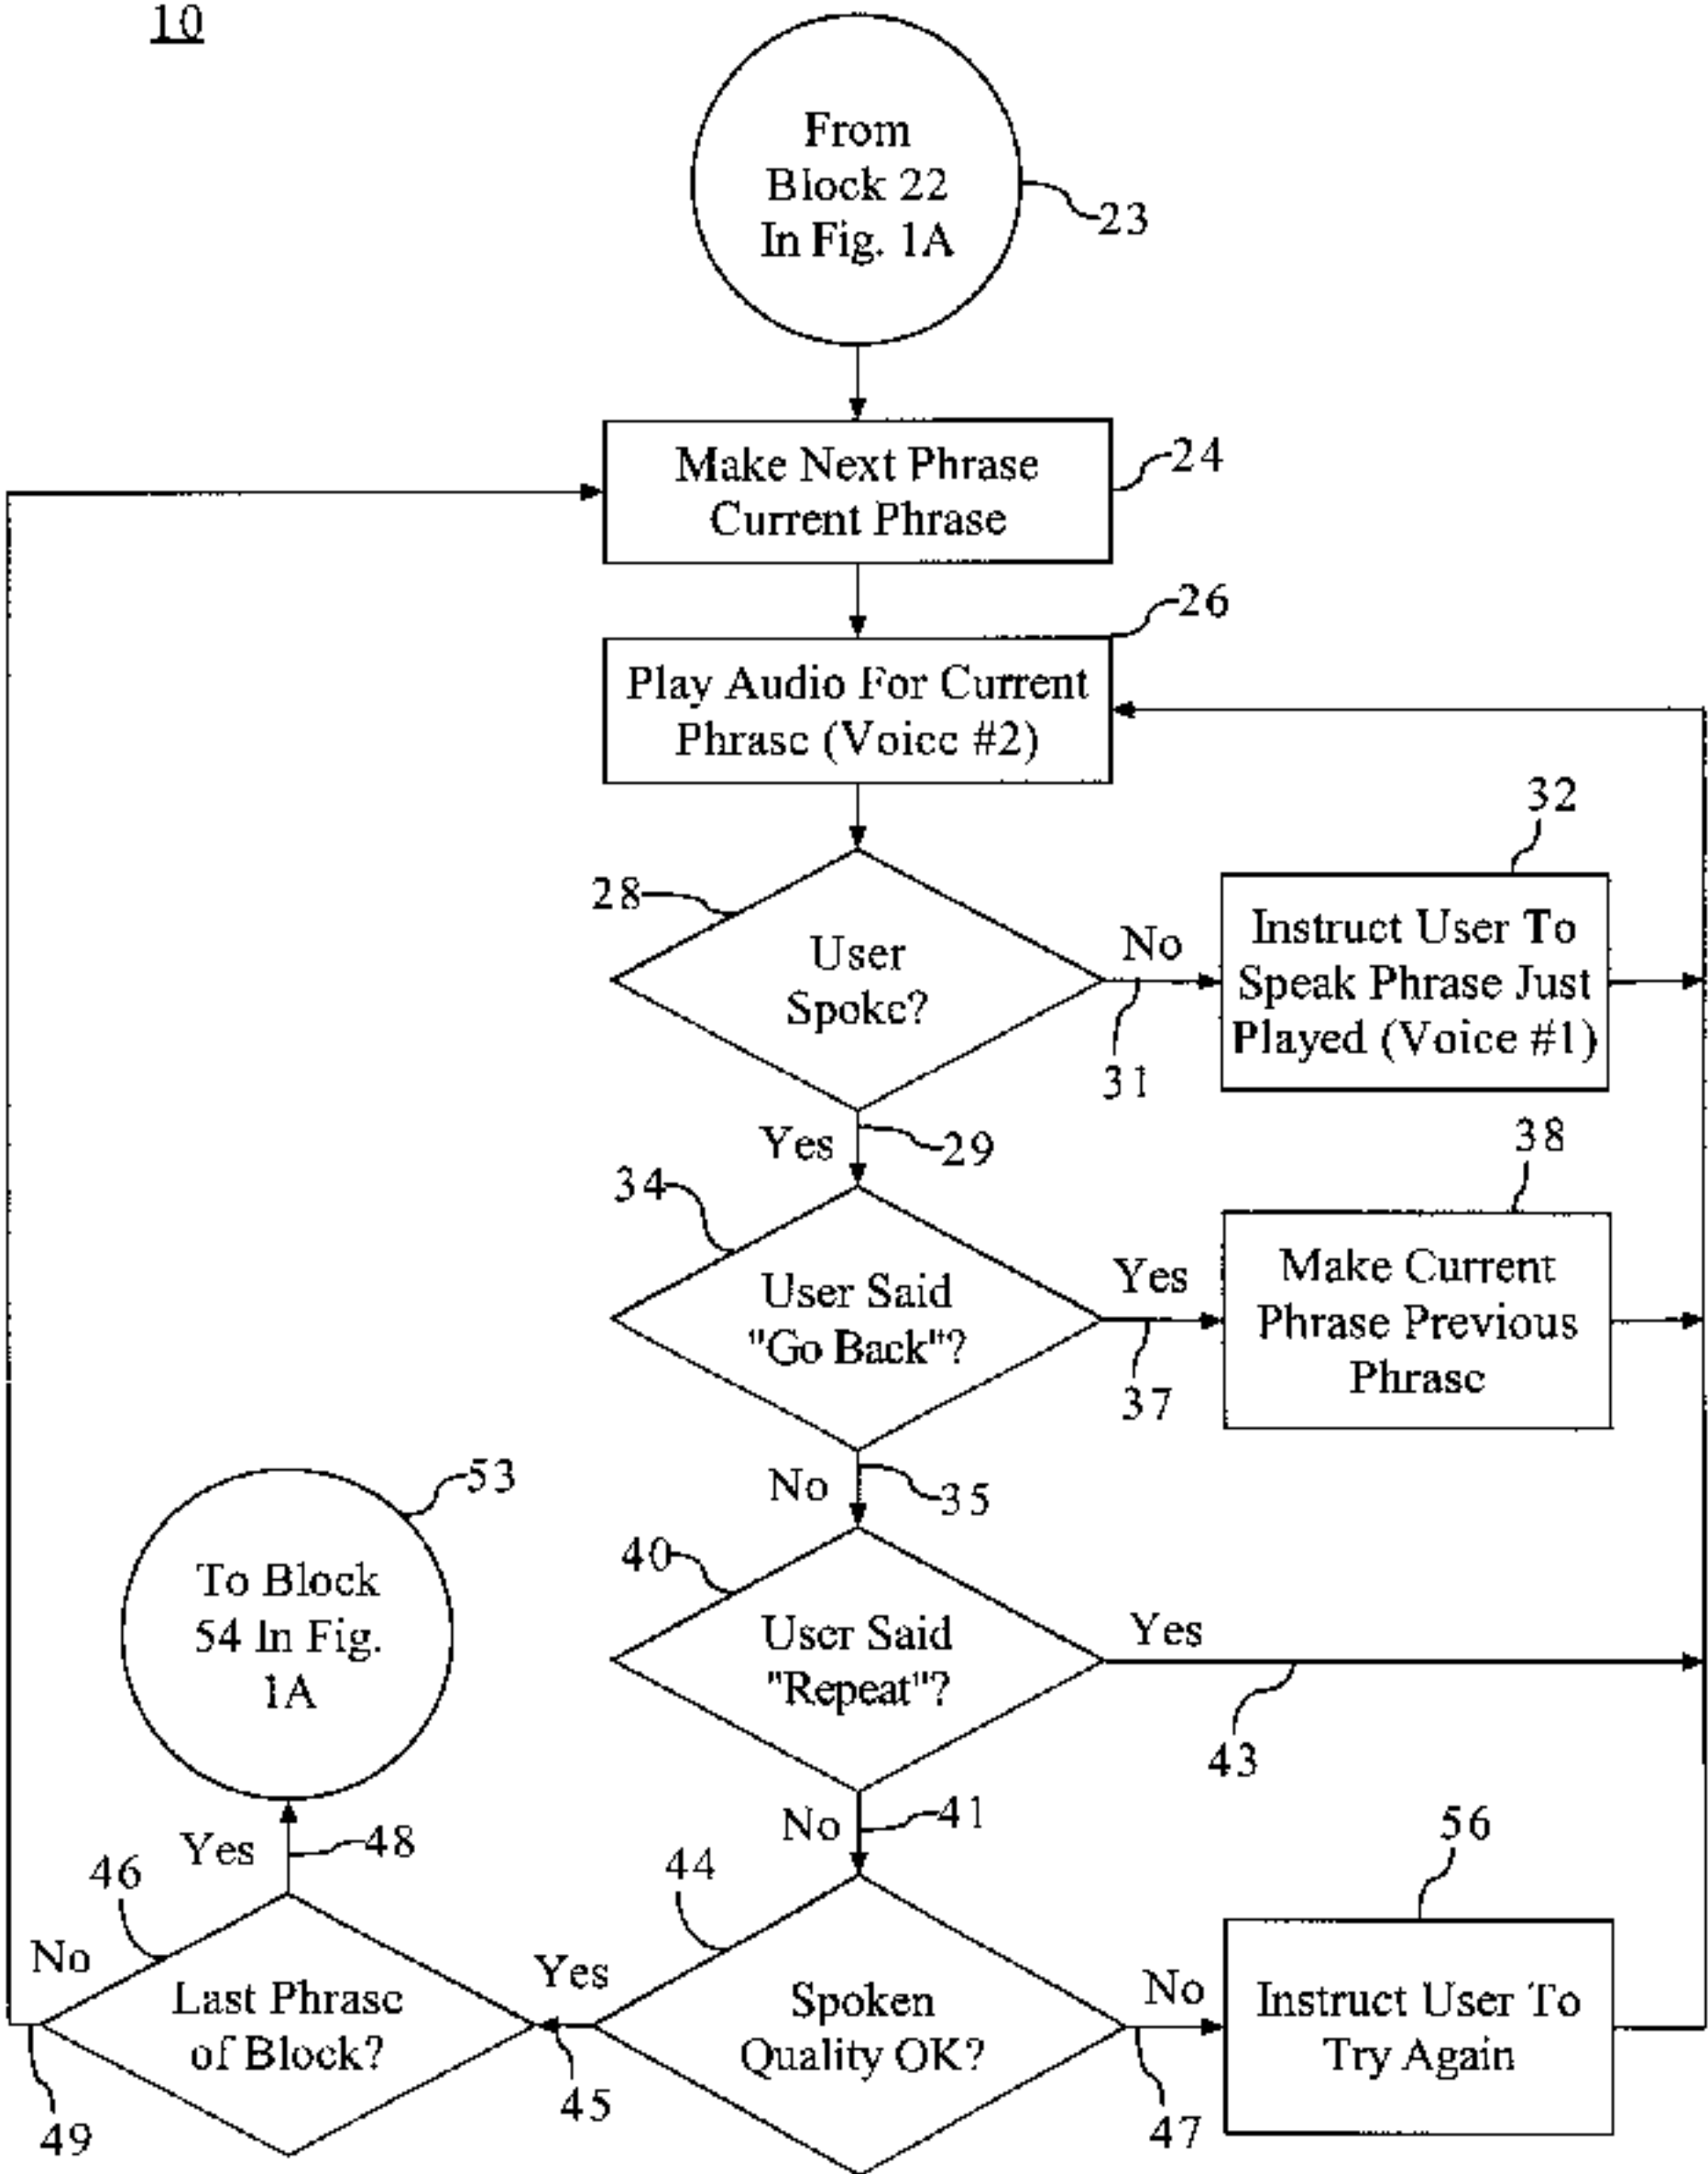 10
From
Block 22
In Fig. 1A
23
Make Next Phrase
Current Phrase
24
26
Play Audio For Current
Phrase (Voice #2)
32
28
User
Spoke?
No
Instruct User To
Speak Phrase Just
Played (Voice #1)
31
Yes
29
38
34
User Said
"Go Back"?
Yes
Make Current
Phrase Previous
Phrase
37
53
No
35
To Block
54 In Fig.
1A
40
User Said
"Repeat"?
Yes
43
Yes
48
No
41
56
46
44
No
Last Phrase
of Block?
Yes
Spoken
Quality OK?
No
Instruct User To
Try Again
49
45
47